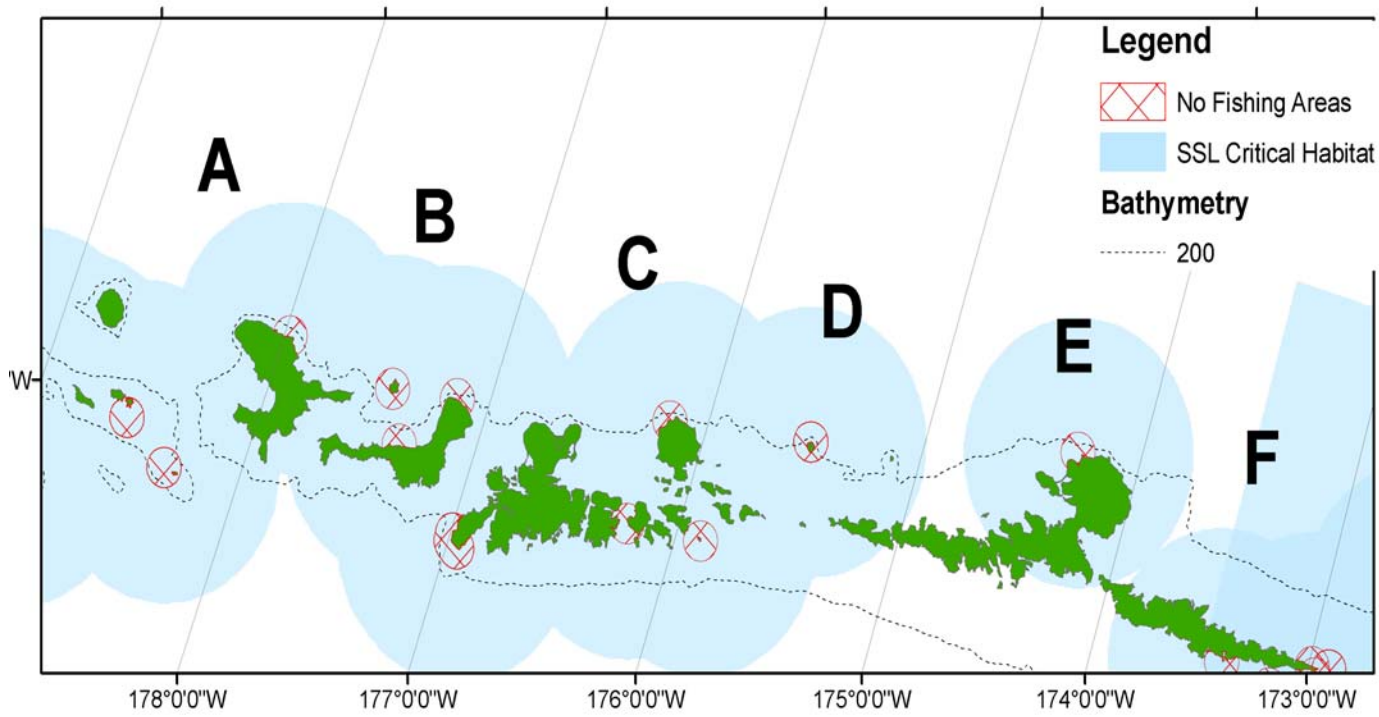 Legend
No Fishing Areas
SSL Critical Habitat
Bathymetry
200
A
B
C
D
E
F
W
178°0'0"W 177°0'0"W 176°0'0"W 175°0'0"W 174°0'0"W 173°0'0"W